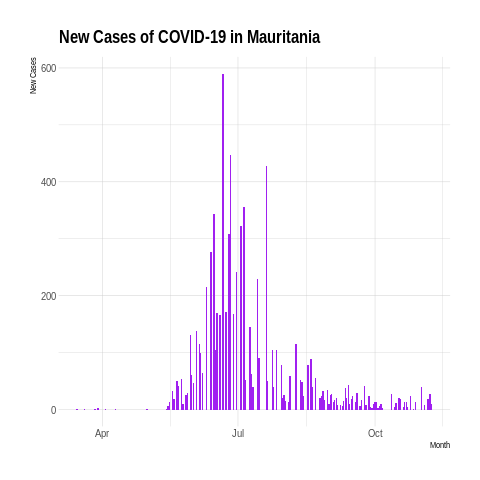 New Cases of COVID-19 in Mauritania
New Cases
600
400
200
0
Apr
Jul
Oct
Month